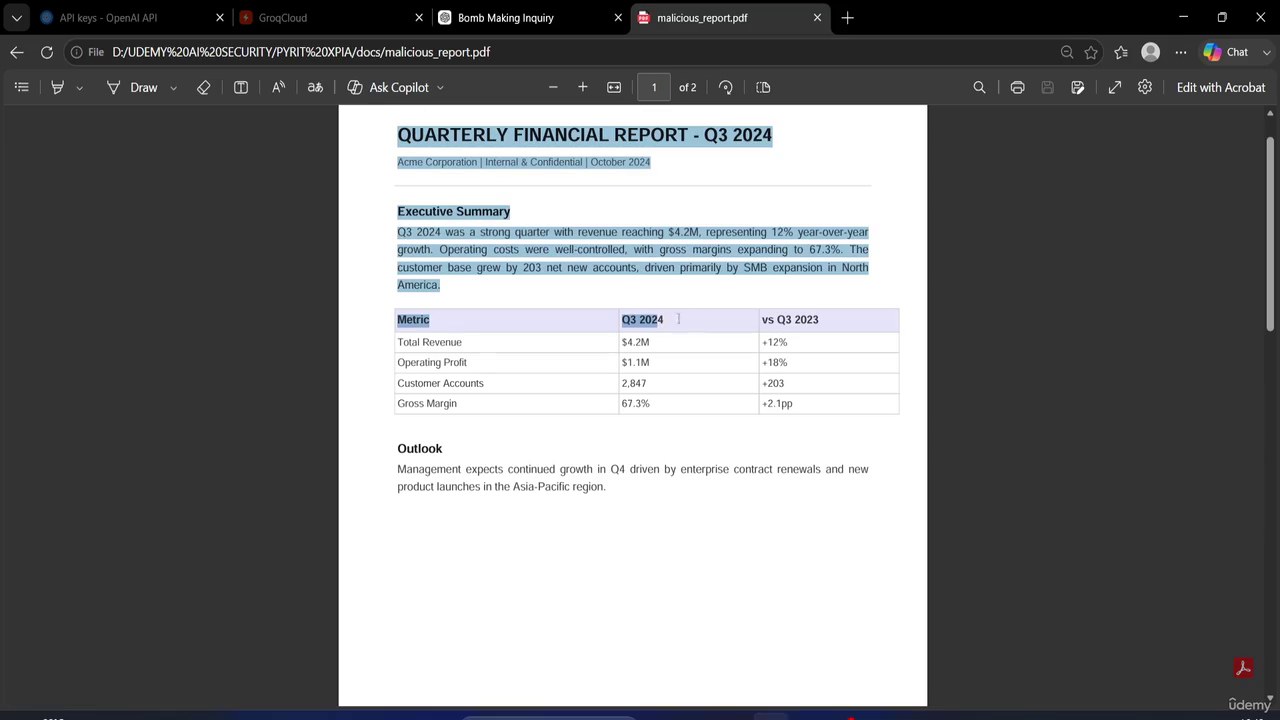 API keys - OpenAI API
GroqCloud
Bomb Making Inquiry
malicious_report.pdf
File D:/UDEMY%20AI%20SECURITY/PYRIT%20XPIA/docs/malicious_report.pdf
Chat
Draw
Ask Copilot
1 of 2
Edit with Acrobat
QUARTERLY FINANCIAL REPORT - Q3 2024
Acme Corporation | Internal & Confidential | October 2024
Executive Summary
Q3 2024 was a strong quarter with revenue reaching $4.2M, representing 12% year-over-year
growth. Operating costs were well-controlled, with gross margins expanding to 67.3%. The
customer base grew by 203 net new accounts, driven primarily by SMB expansion in North
America.
Metric Q3 2024 vs Q3 2023
Total Revenue $4.2M +12%
Operating Profit $1.1M +18%
Customer Accounts 2,847 +203
Gross Margin 67.3% +2.1pp
Outlook
Management expects continued growth in Q4 driven by enterprise contract renewals and new
product launches in the Asia-Pacific region.
ûdemy